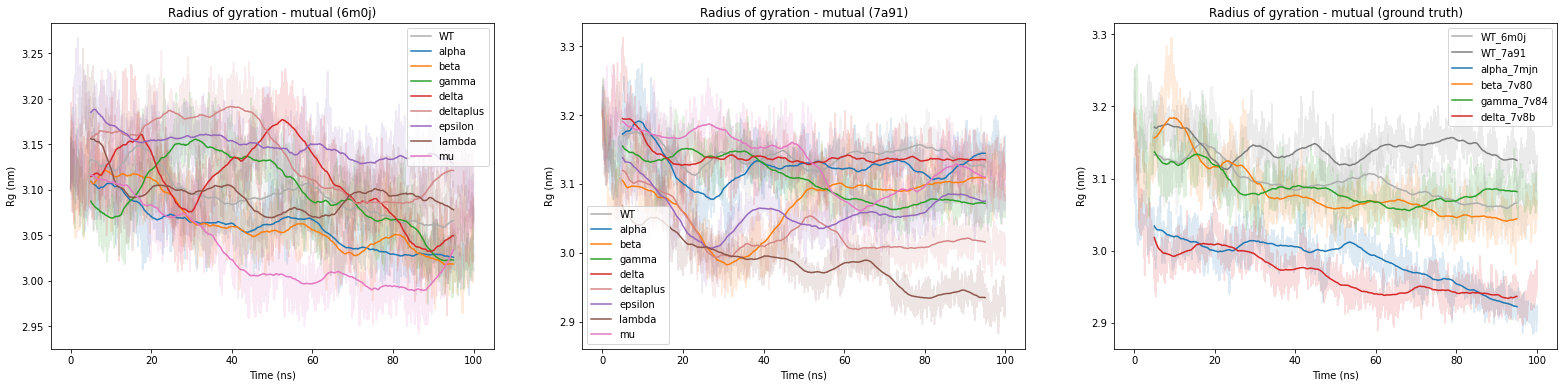 Radius of gyration - mutual (6m0j)
Rg (nm)
3.25
3.20
3.15
3.10
3.05
3.00
2.95
0 20 40 60 80 100
Time (ns)
WT
alpha
beta
gamma
delta
deltaplus
epsilon
lambda
mu
Radius of gyration - mutual (7a91)
Rg (nm)
3.3
3.2
3.1
3.0
2.9
0 20 40 60 80 100
Time (ns)
WT
alpha
beta
gamma
delta
deltaplus
epsilon
lambda
mu
Radius of gyration - mutual (ground truth)
Rg (nm)
3.3
3.2
3.1
3.0
2.9
0 20 40 60 80 100
Time (ns)
WT_6m0j
WT_7a91
alpha_7mjn
beta_7v80
gamma_7v84
delta_7v8b